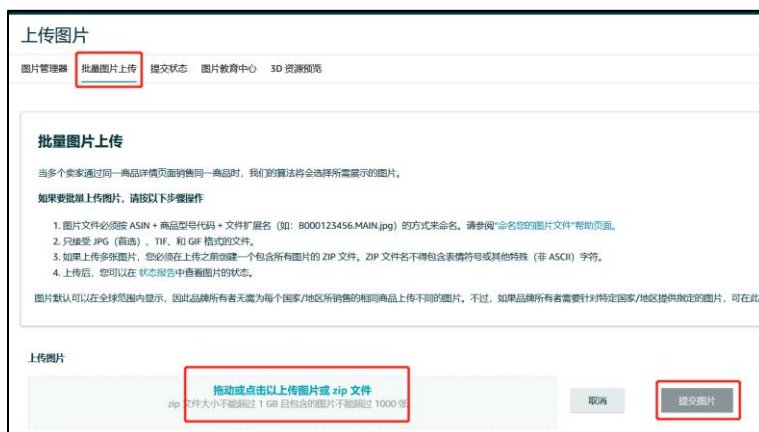 上传图片
图片管理器 批量图片上传 提交状态 图片教育中心 3D 资源预览
批量图片上传
当多个卖家通过同一商品详情页面销售同一商品时，我们的算法将会选择所需展示的图片。
如果要批量上传图片，请按以下步骤操作
1. 图片文件必须按 ASIN + 商品型号代码 + 文件扩展名（如：B000123456.MAIN.jpg）的方式来命名。请参阅“命名您的图片文件”帮助页面。
2. 只接受 JPG（首选）、TIF、和 GIF 格式的文件。
3. 如果上传多张图片，您必须在上传之前创建一个包含所有图片的 ZIP 文件。ZIP 文件名不得包含表情符号或其他特殊（非 ASCII）字符。
4. 上传后，您可以在 状态报告中查看图片的状态。
图片默认可以在全球范围内显示，因此品牌所有者无需为每个国家/地区所销售的相同商品上传不同的图片。不过，如果品牌所有者需要针对特定国家/地区提供指定的图片，可在此
上传图片
拖动或点击以上传图片或 zip 文件
zip 文件大小不能超过 1 GB 且包含的图片不能超过 1000 张
取消 提交图片